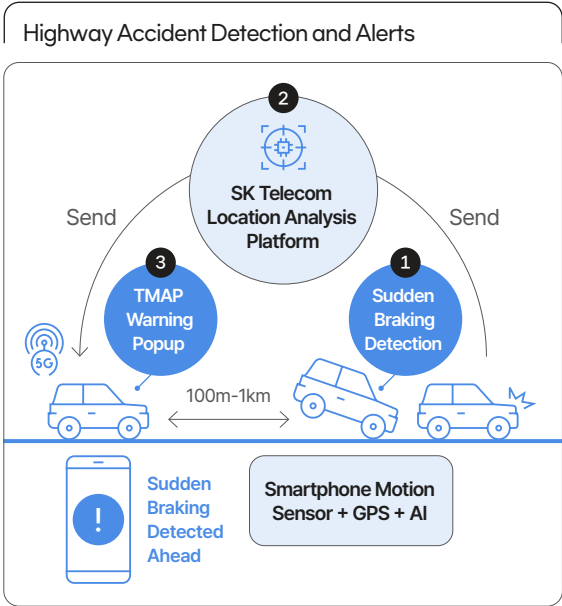 Highway Accident Detection and Alerts
2
SK Telecom
Location Analysis
Platform
Send
Send
3
TMAP
Warning
Popup
1
Sudden
Braking
Detection
5G
100m-1km
Sudden
Braking
Detected
Ahead
!
Smartphone Motion
Sensor + GPS + AI